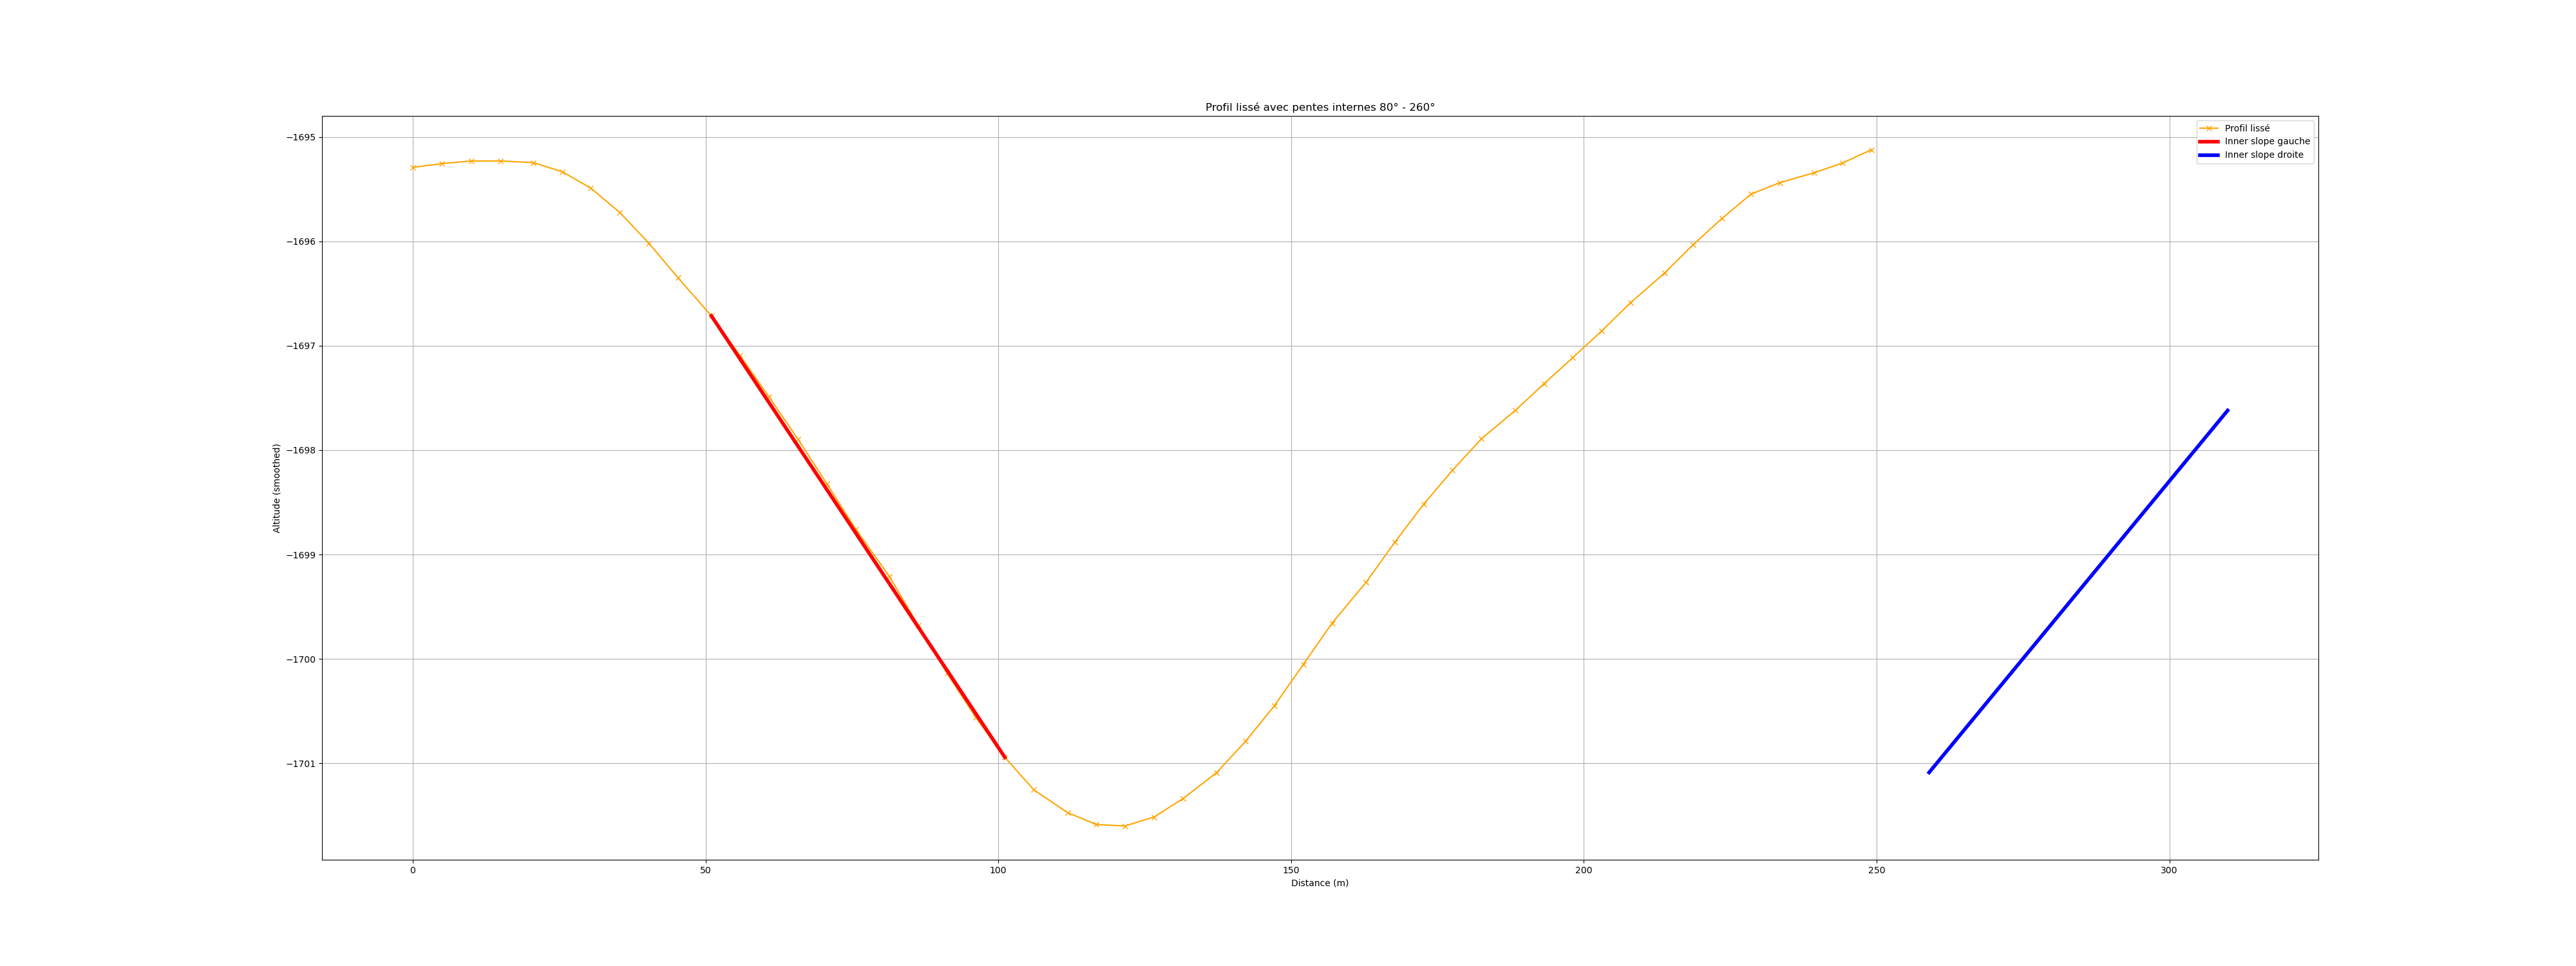 Profil lissé avec pentes internes 80° - 260°
Profil lissé
Inner slope gauche
Inner slope droite
Altitude (smoothed)
−1695
−1696
−1697
−1698
−1699
−1700
−1701
0 50 100 150 200 250 300
Distance (m)